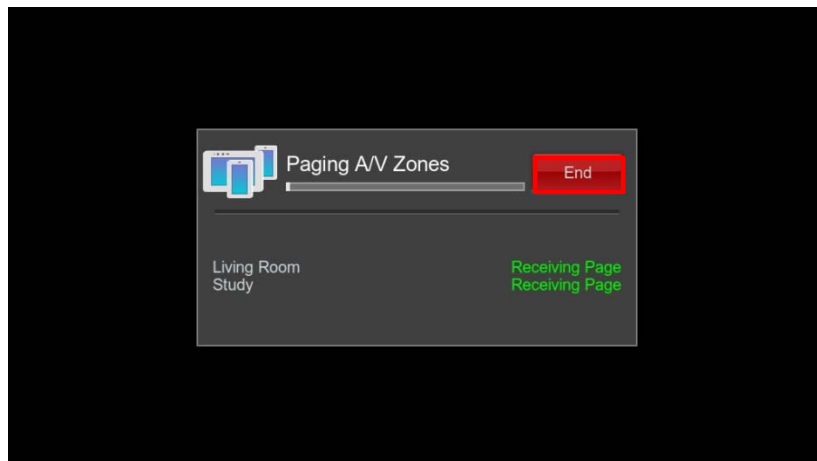 Paging A/V Zones
End
Living Room Receiving Page
Study Receiving Page